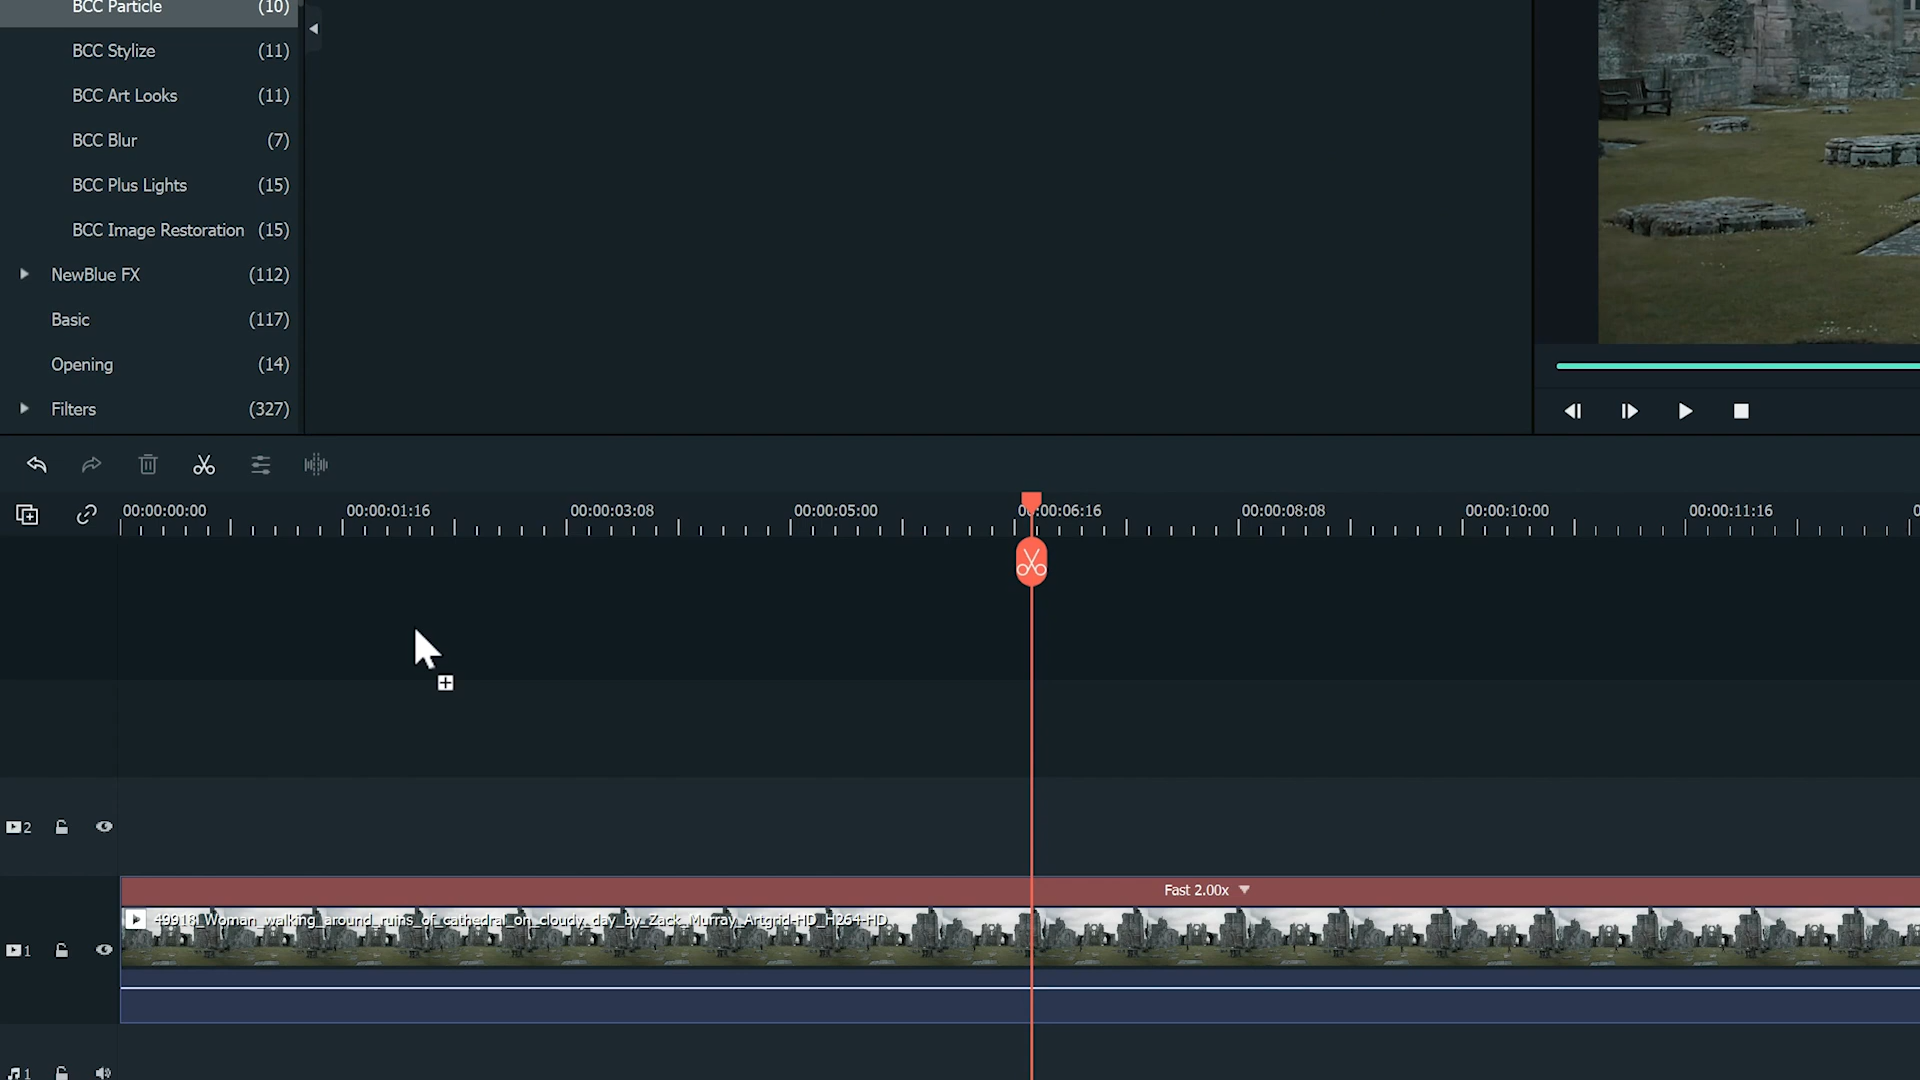 BCC Particle (10)
BCC Stylize (11)
BCC Art Looks (11)
BCC Blur (7)
BCC Plus Lights (15)
BCC Image Restoration (15)
NewBlue FX (112)
Basic (117)
Opening (14)
Filters (327)
00:00:00:00 00:00:01:16 00:00:03:08 00:00:05:00 00:00:06:16 00:00:08:08 00:00:10:00 00:00:11:16 0
2
Fast 2.00x
49918_Woman_walking_around_ruins_of_cathedral_on_cloudy_day_by_Zack_Murray_Artgrid-HD_H264-HD
1
1